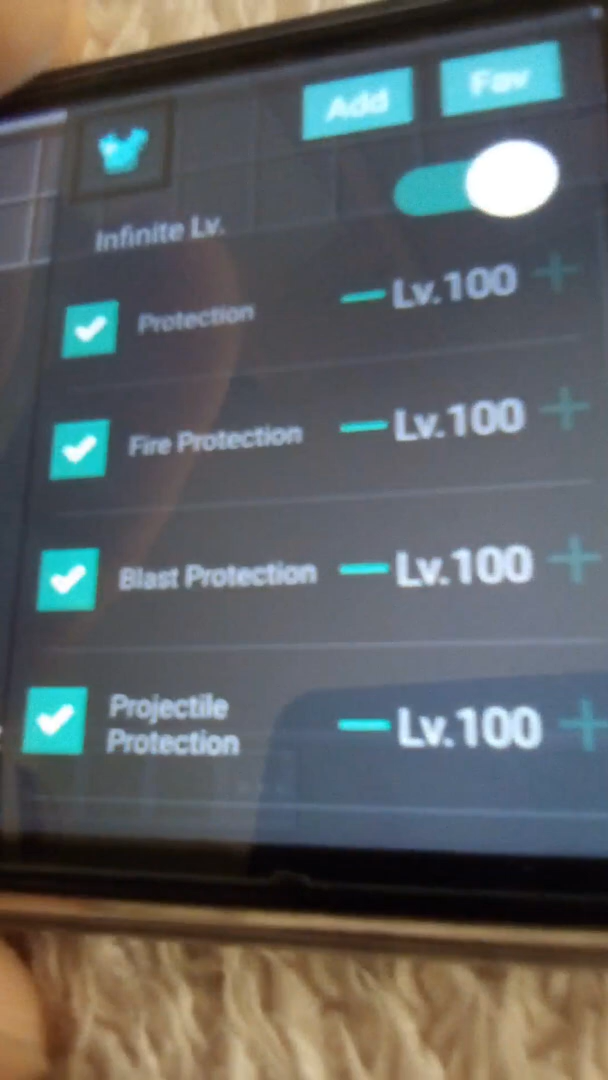 Add Fav
Infinite Lv.
Protection Lv.100
Fire Protection Lv.100
Blast Protection Lv.100
Projectile
Protection Lv.100